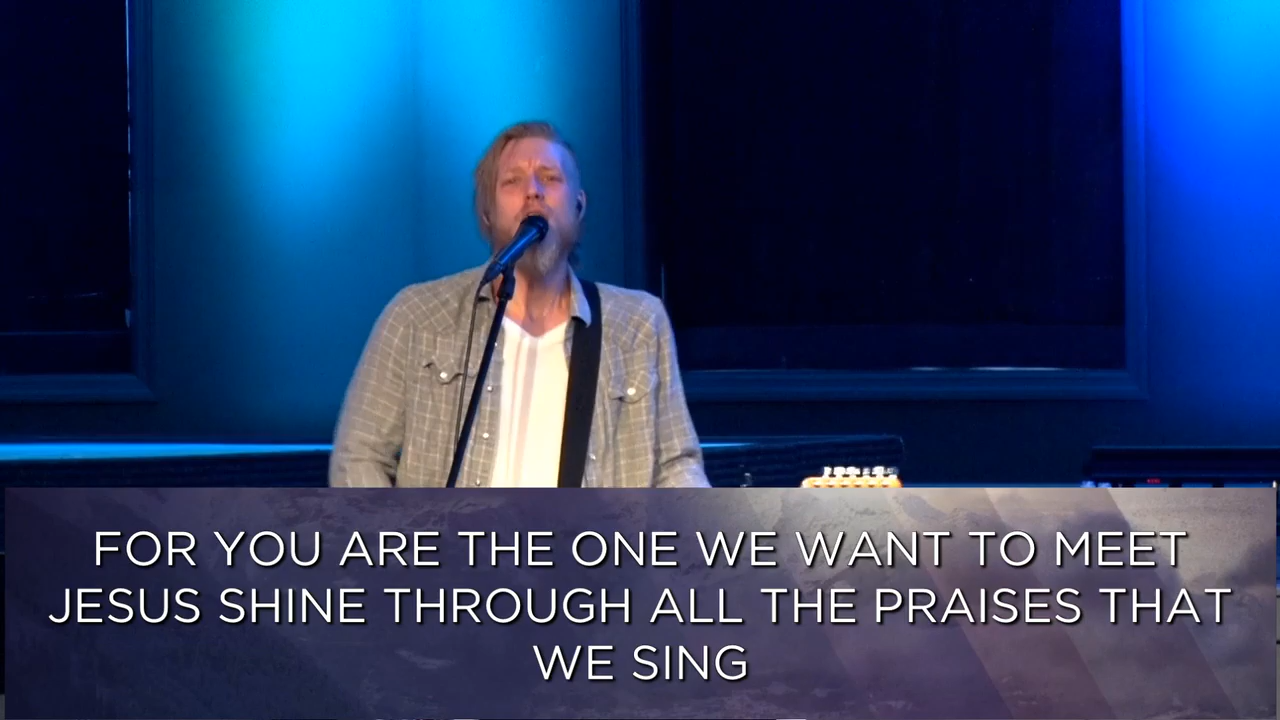 FOR YOU ARE THE ONE WE WANT TO MEET
JESUS SHINE THROUGH ALL THE PRAISES THAT
WE SING